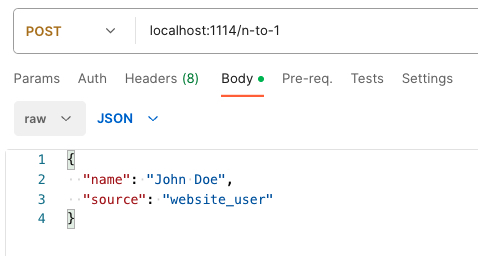 POST localhost:1114/n-to-1
Params Auth Headers (8) Body Pre-req. Tests Settings
raw JSON
1 {
2 "name": "John Doe",
3 "source": "website_user"
4 }